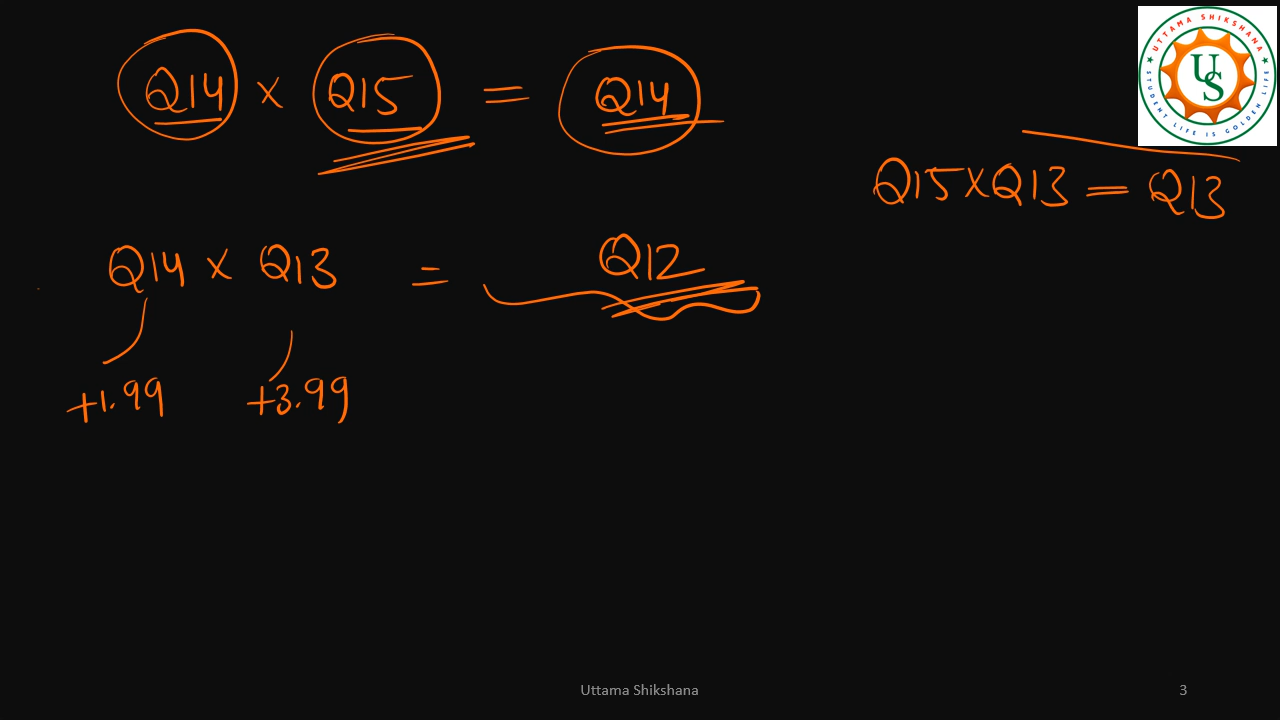 Q14 × Q15 = Q14
UTTAMA SHIKSHANA
US
STUDENT LIFE IS GOLDEN LIFE
Q15×Q13 = Q13
Q14 × Q13 = Q12
+1.99 +3.99
Uttama Shikshana 3